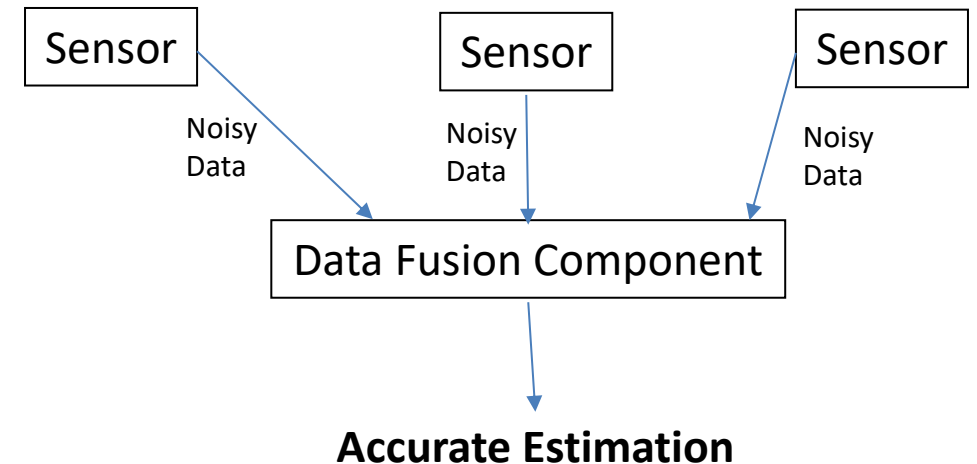 Sensor
Sensor
Sensor
Noisy
Data
Noisy
Data
Noisy
Data
Data Fusion Component
Accurate Estimation